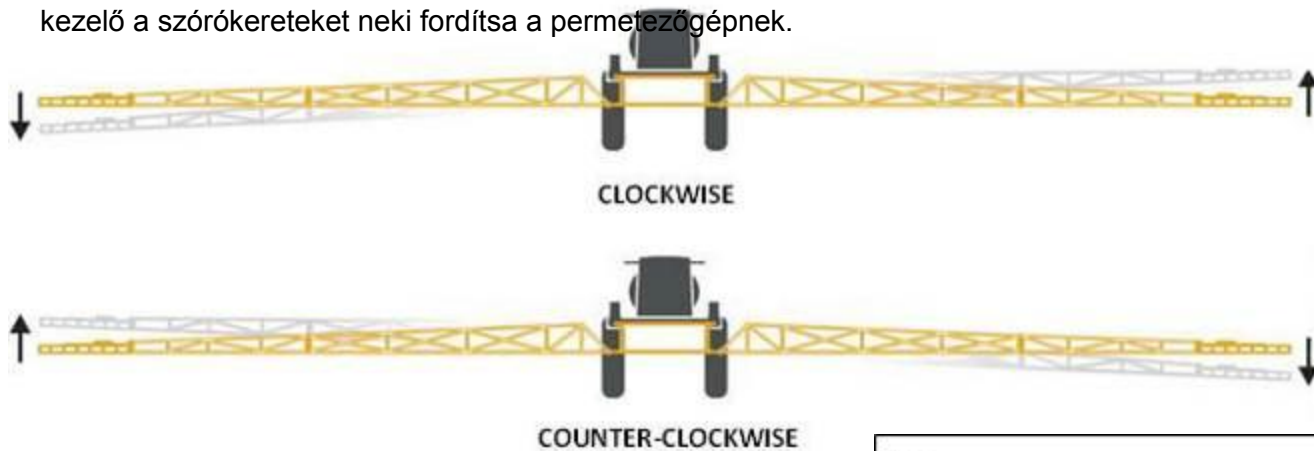 kezelő a szórókereteket neki fordítsa a permetezőgépnek.
CLOCKWISE
COUNTER-CLOCKWISE